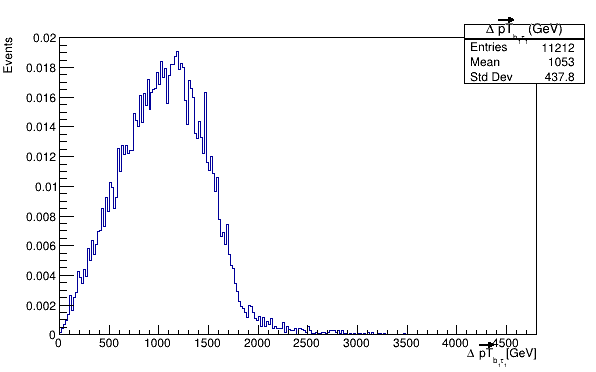 Δ pT b₁τ₁ (GeV)
Entries 11212
Mean 1053
Std Dev 437.8
Events
0.02
0.018
0.016
0.014
0.012
0.01
0.008
0.006
0.004
0.002
0
0 500 1000 1500 2000 2500 3000 3500 4000 4500
Δ pT b₁τ₁ [GeV]